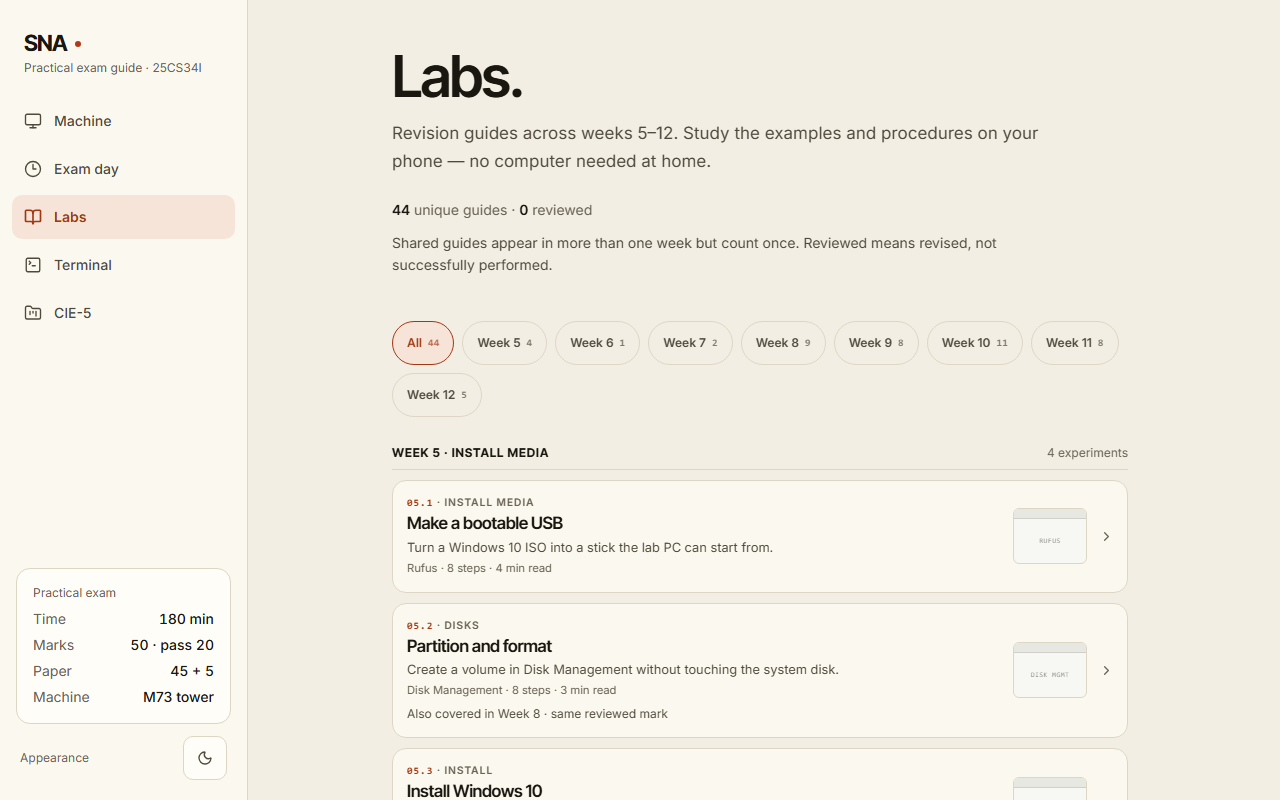 SNA
Practical exam guide · 25CS34I
Machine
Exam day
Labs
Terminal
CIE-5
Practical exam
Time 180 min
Marks 50 · pass 20
Paper 45 + 5
Machine M73 tower
Appearance
Labs.
Revision guides across weeks 5–12. Study the examples and procedures on your
phone — no computer needed at home.
44 unique guides · 0 reviewed
Shared guides appear in more than one week but count once. Reviewed means revised, not
successfully performed.
All 44 Week 5 4 Week 6 1 Week 7 2 Week 8 9 Week 9 8 Week 10 11 Week 11 8
Week 12 5
WEEK 5 · INSTALL MEDIA 4 experiments
05.1 · INSTALL MEDIA
Make a bootable USB
Turn a Windows 10 ISO into a stick the lab PC can start from.
Rufus · 8 steps · 4 min read
RUFUS
05.2 · DISKS
Partition and format
Create a volume in Disk Management without touching the system disk.
Disk Management · 8 steps · 3 min read
Also covered in Week 8 · same reviewed mark
DISK MGMT
05.3 · INSTALL
Install Windows 10